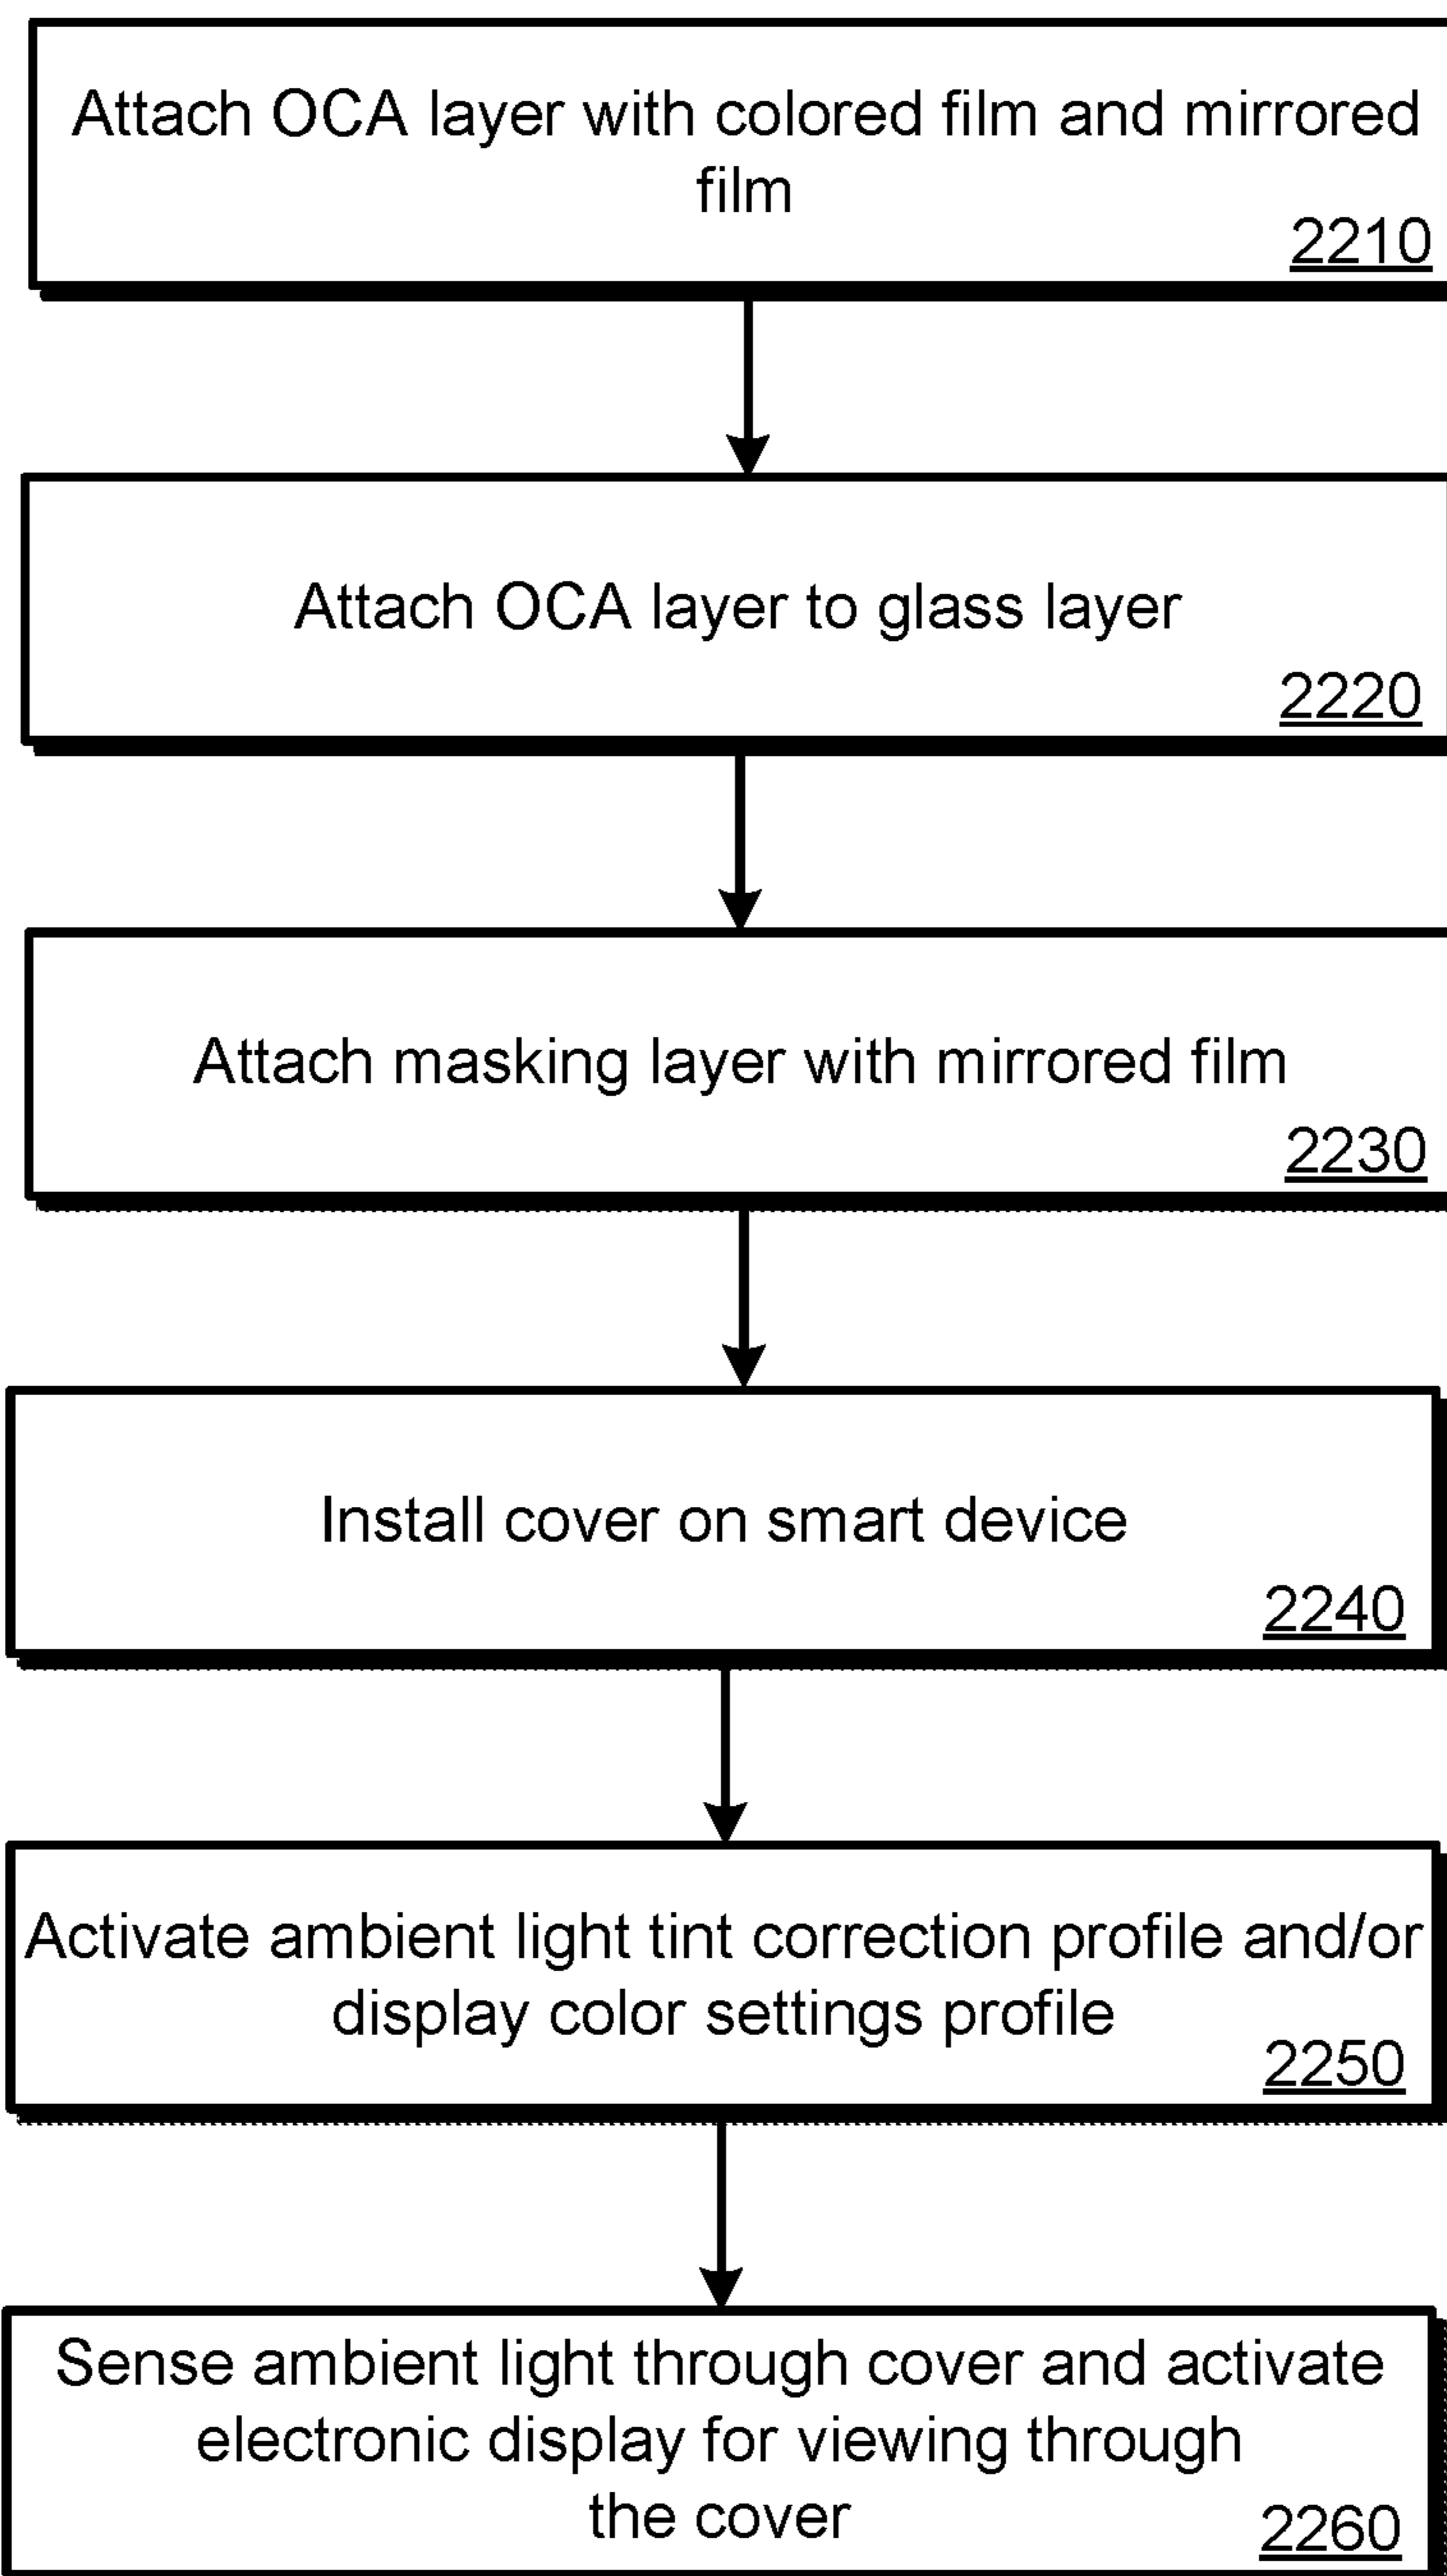 Attach OCA layer with colored film and mirrored
film
2210
Attach OCA layer to glass layer
2220
Attach masking layer with mirrored film
2230
Install cover on smart device
2240
Activate ambient light tint correction profile and/or
display color settings profile
2250
Sense ambient light through cover and activate
electronic display for viewing through
the cover
2260